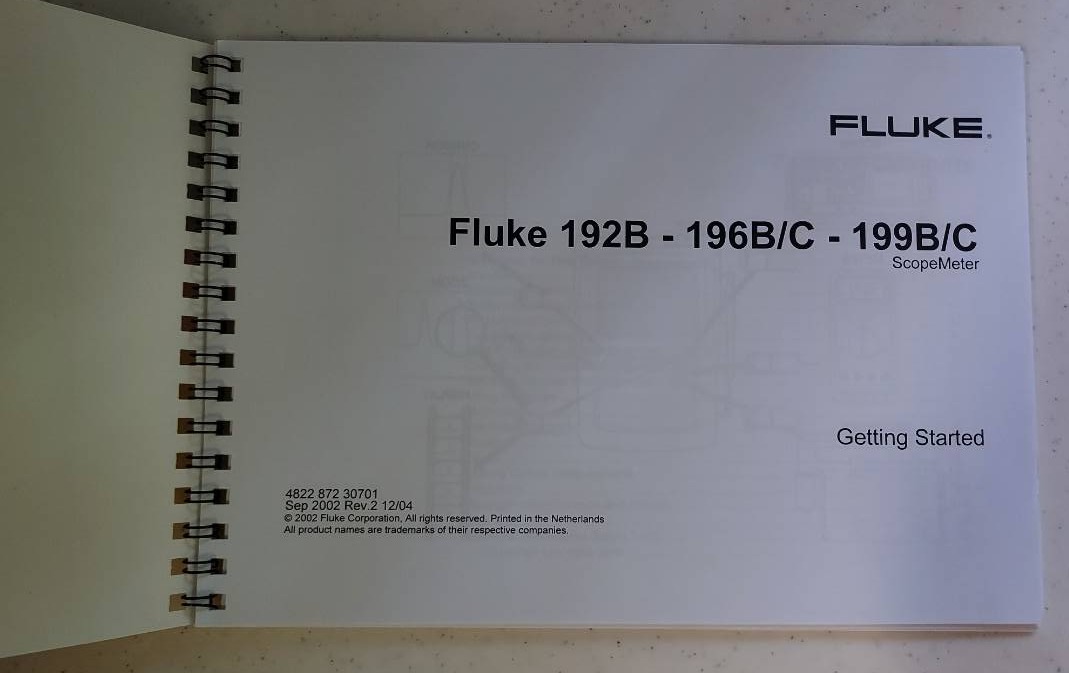 FLUKE®
Fluke 192B - 196B/C - 199B/C
ScopeMeter
Getting Started
4822 872 30701
Sep 2002 Rev.2 12/04
© 2002 Fluke Corporation, All rights reserved. Printed in the Netherlands
All product names are trademarks of their respective companies.